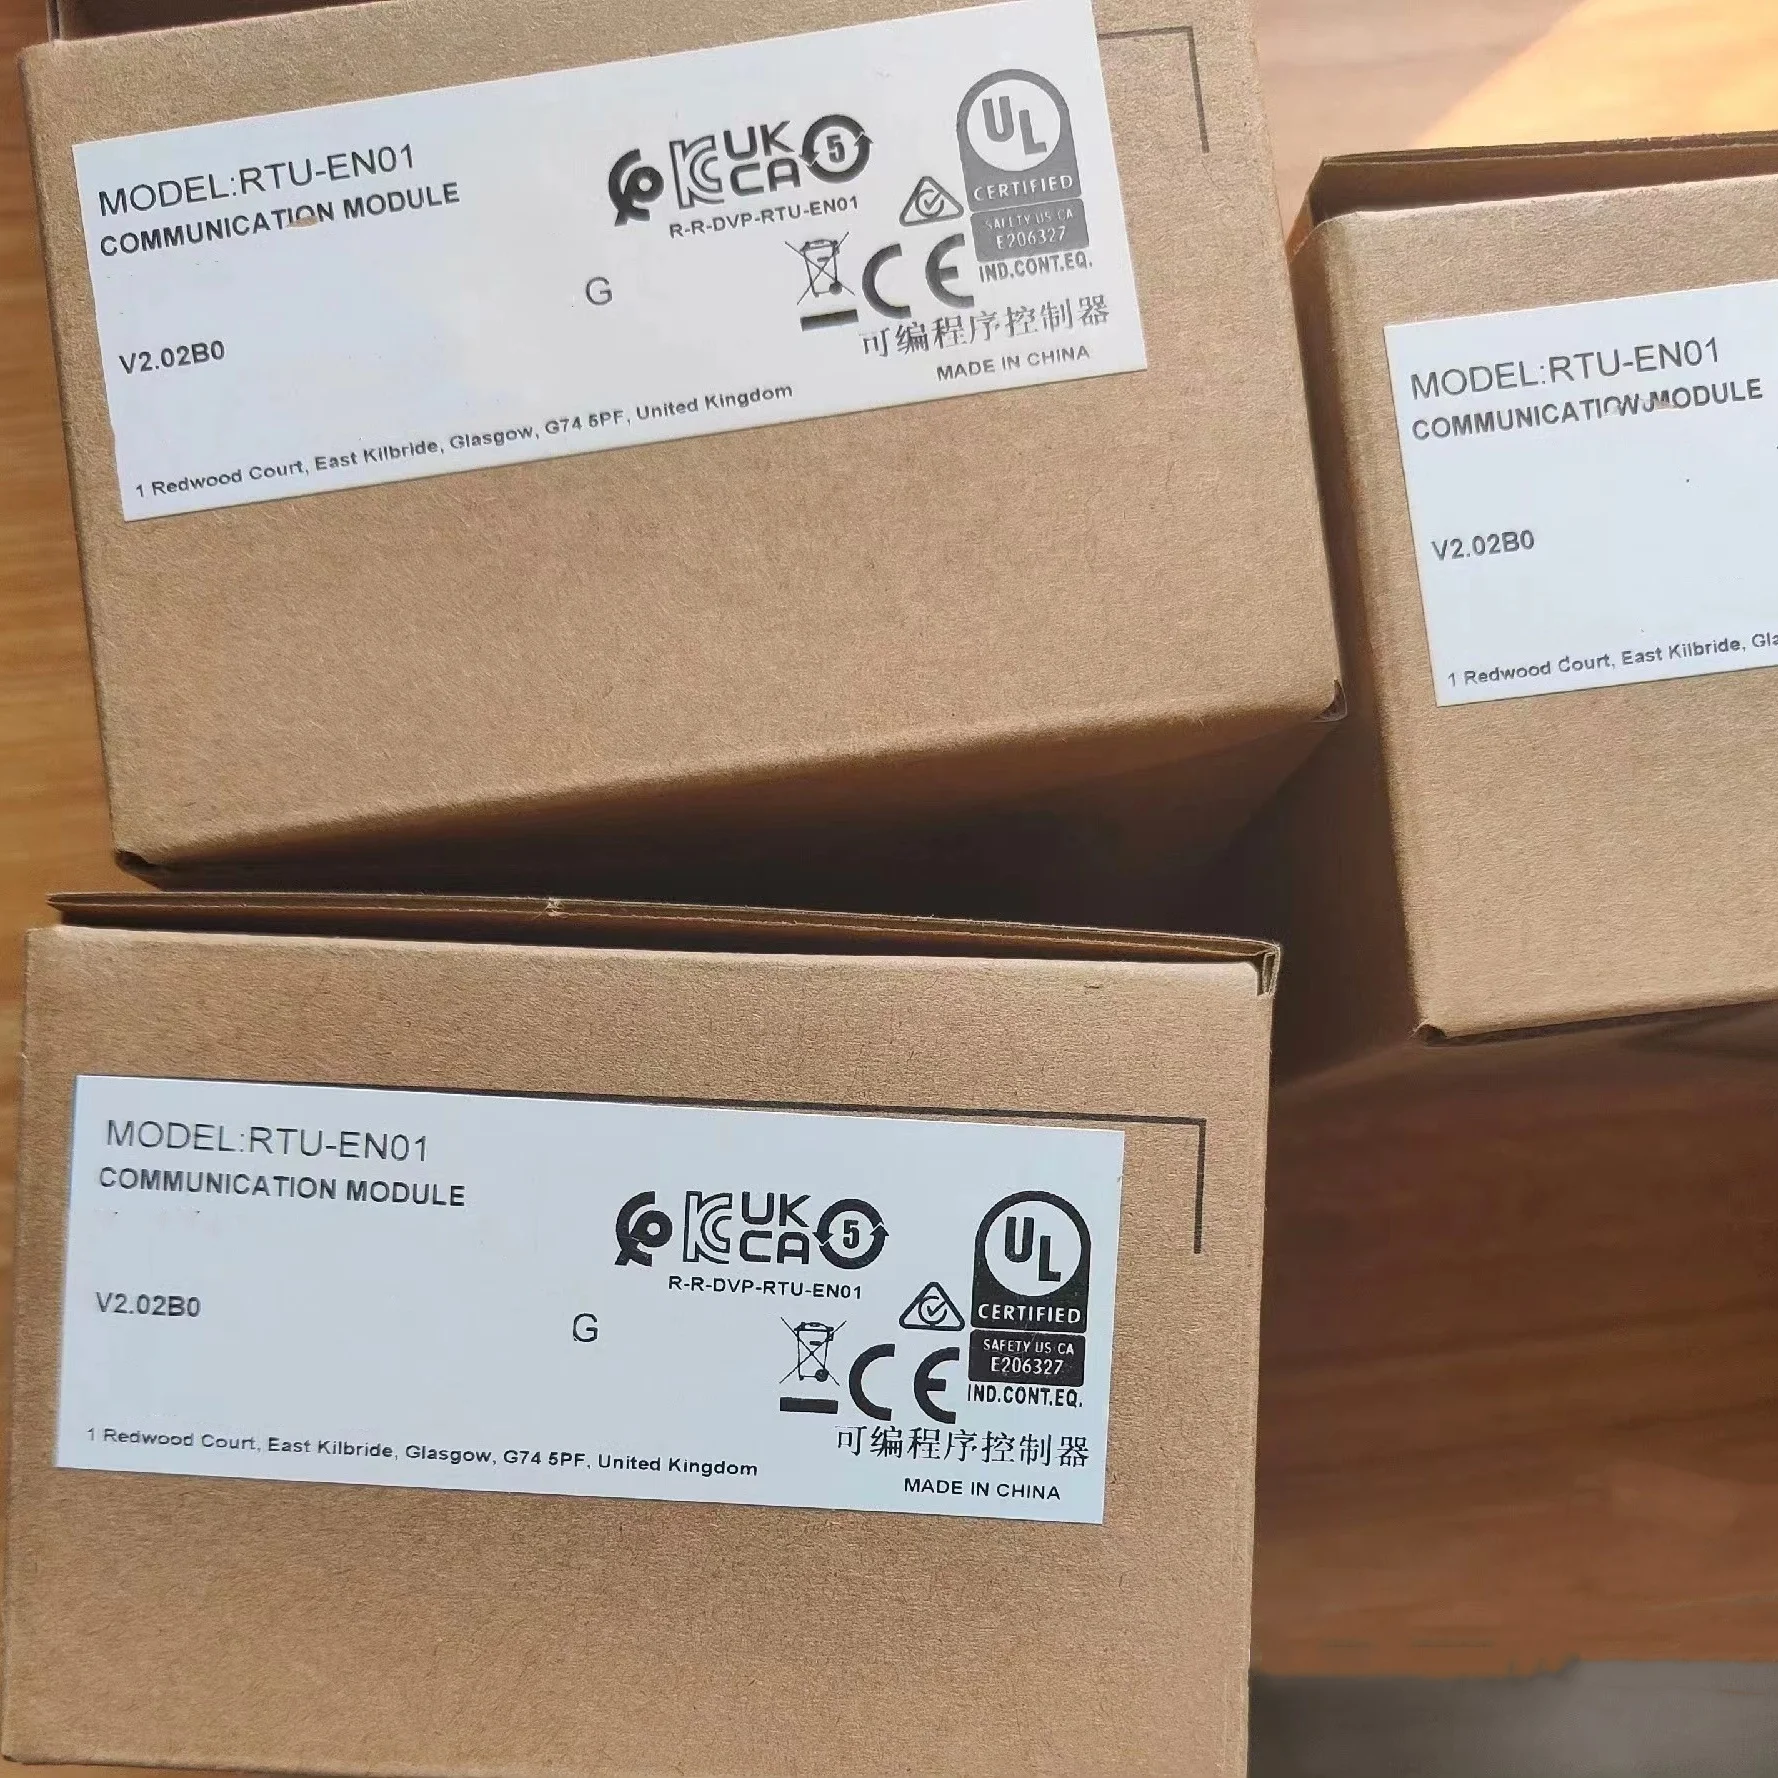 MODEL:RTU-EN01
COMMUNICATION MODULE
UK
CA
5
R-R-DVP-RTU-EN01
UL
CERTIFIED
SAFETY US CA
E206327
IND.CONT.EQ.
G
CE
V2.02B0
可编程序控制器
MADE IN CHINA
1 Redwood Court, East Kilbride, Glasgow, G74 5PF, United Kingdom
MODEL:RTU-EN01
COMMUNICATION MODULE
V2.02B0
1 Redwood Court, East Kilbride,
MODEL:RTU-EN01
COMMUNICATION MODULE
UK
CA
5
R-R-DVP-RTU-EN01
UL
CERTIFIED
SAFETY US CA
E206327
IND.CONT.EQ.
V2.02B0
G
CE
可编程序控制器
1 Redwood Court, East Kilbride, Glasgow, G74 5PF, United Kingdom
MADE IN CHINA